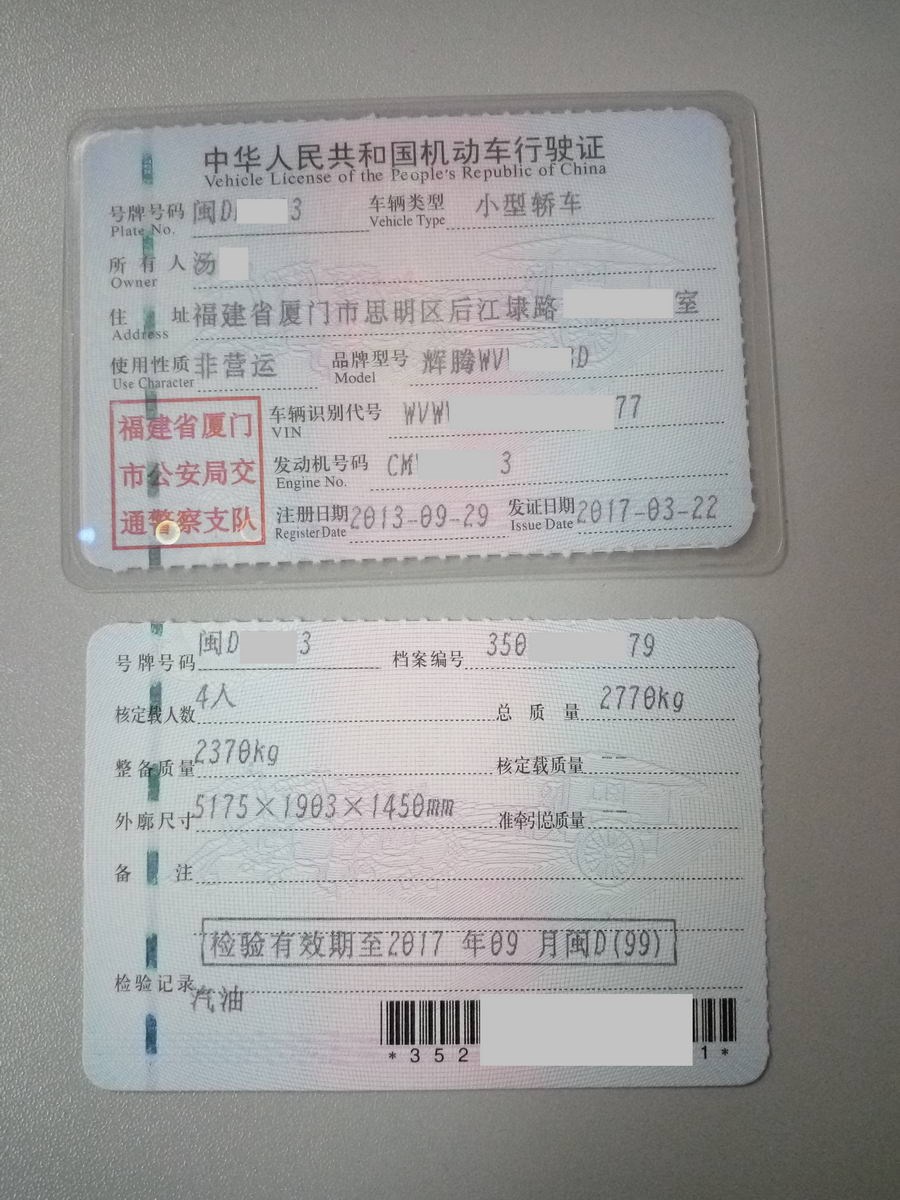 中华人民共和国机动车行驶证
Vehicle License of the People's Republic of China
号牌号码 闽D 3 车辆类型 小型轿车
Plate No. Vehicle Type
所有人 汤
Owner
住址 福建省厦门市思明区后江埭路 室
Address
使用性质 非营运 品牌型号 辉腾WV D
Use Character Model
福建省厦门
市公安局交
通警察支队
车辆识别代号 WVW 77
VIN
发动机号码 CM 3
Engine No.
注册日期 2013-09-29 发证日期 2017-03-22
Register Date Issue Date
号牌号码 闽D 3 档案编号 350 79
核定载人数 4人 总质量 2770kg
整备质量 2370kg 核定载质量 --
外廓尺寸 5175×1903×1450mm 准牵引总质量 --
备注
检验有效期至2017 年09 月闽D(99)
检验记录
汽油
*352 1*